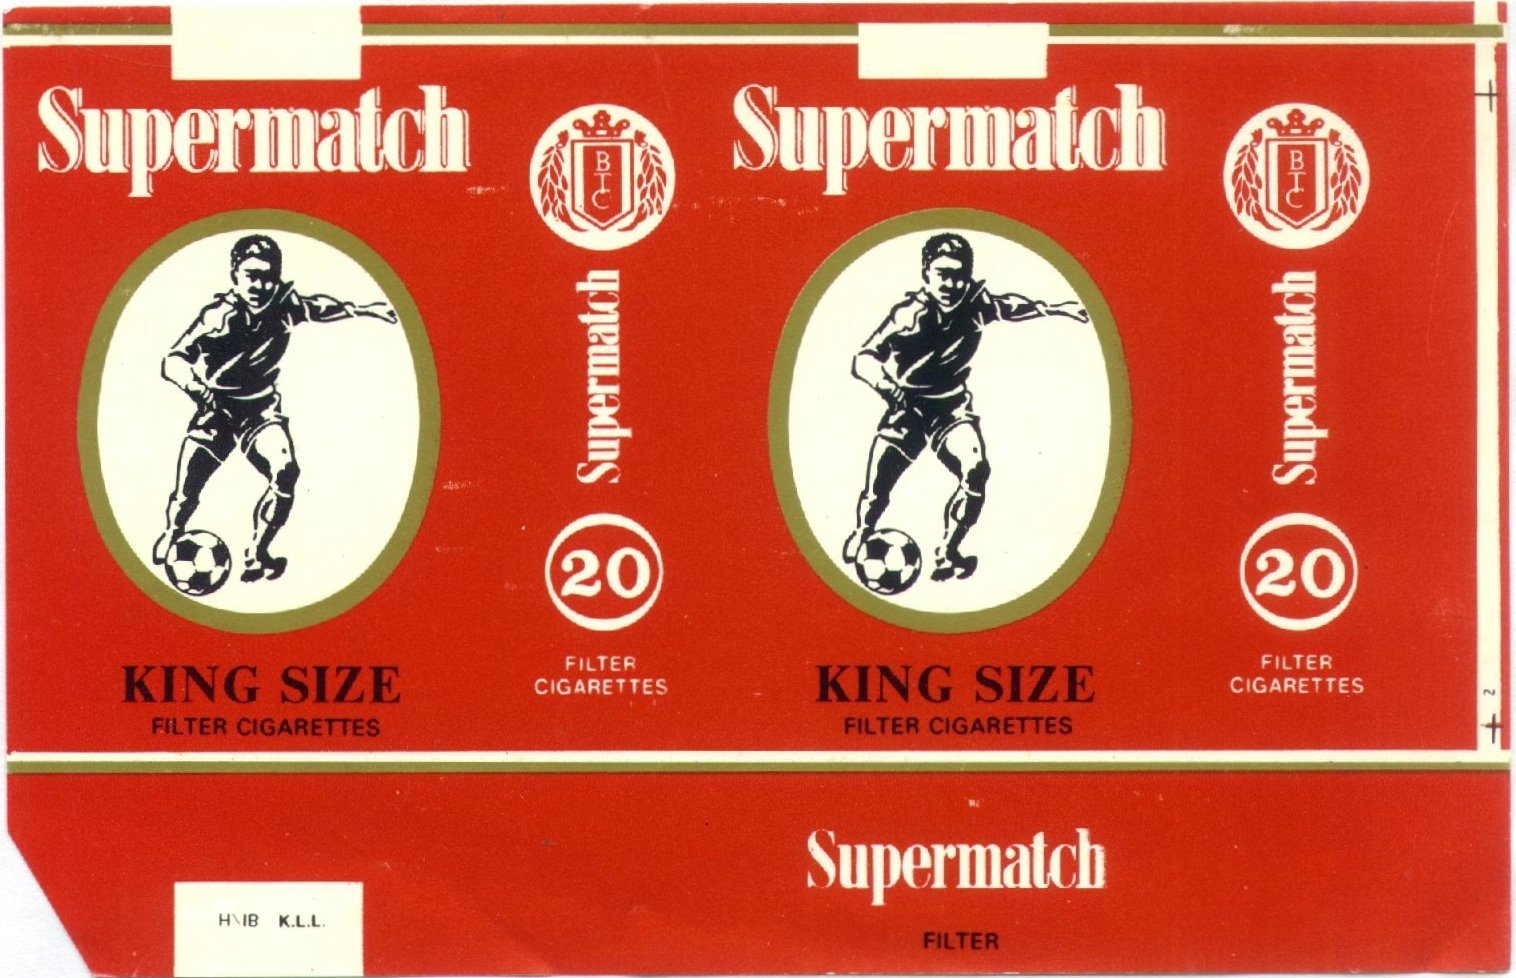 Supermatch
KING SIZE
FILTER CIGARETTES
B
T
C
Supermatch
20
FILTER
CIGARETTES
Supermatch
KING SIZE
FILTER CIGARETTES
B
T
C
Supermatch
20
FILTER
CIGARETTES
2
Supermatch
FILTER
H\IB K.L.L.